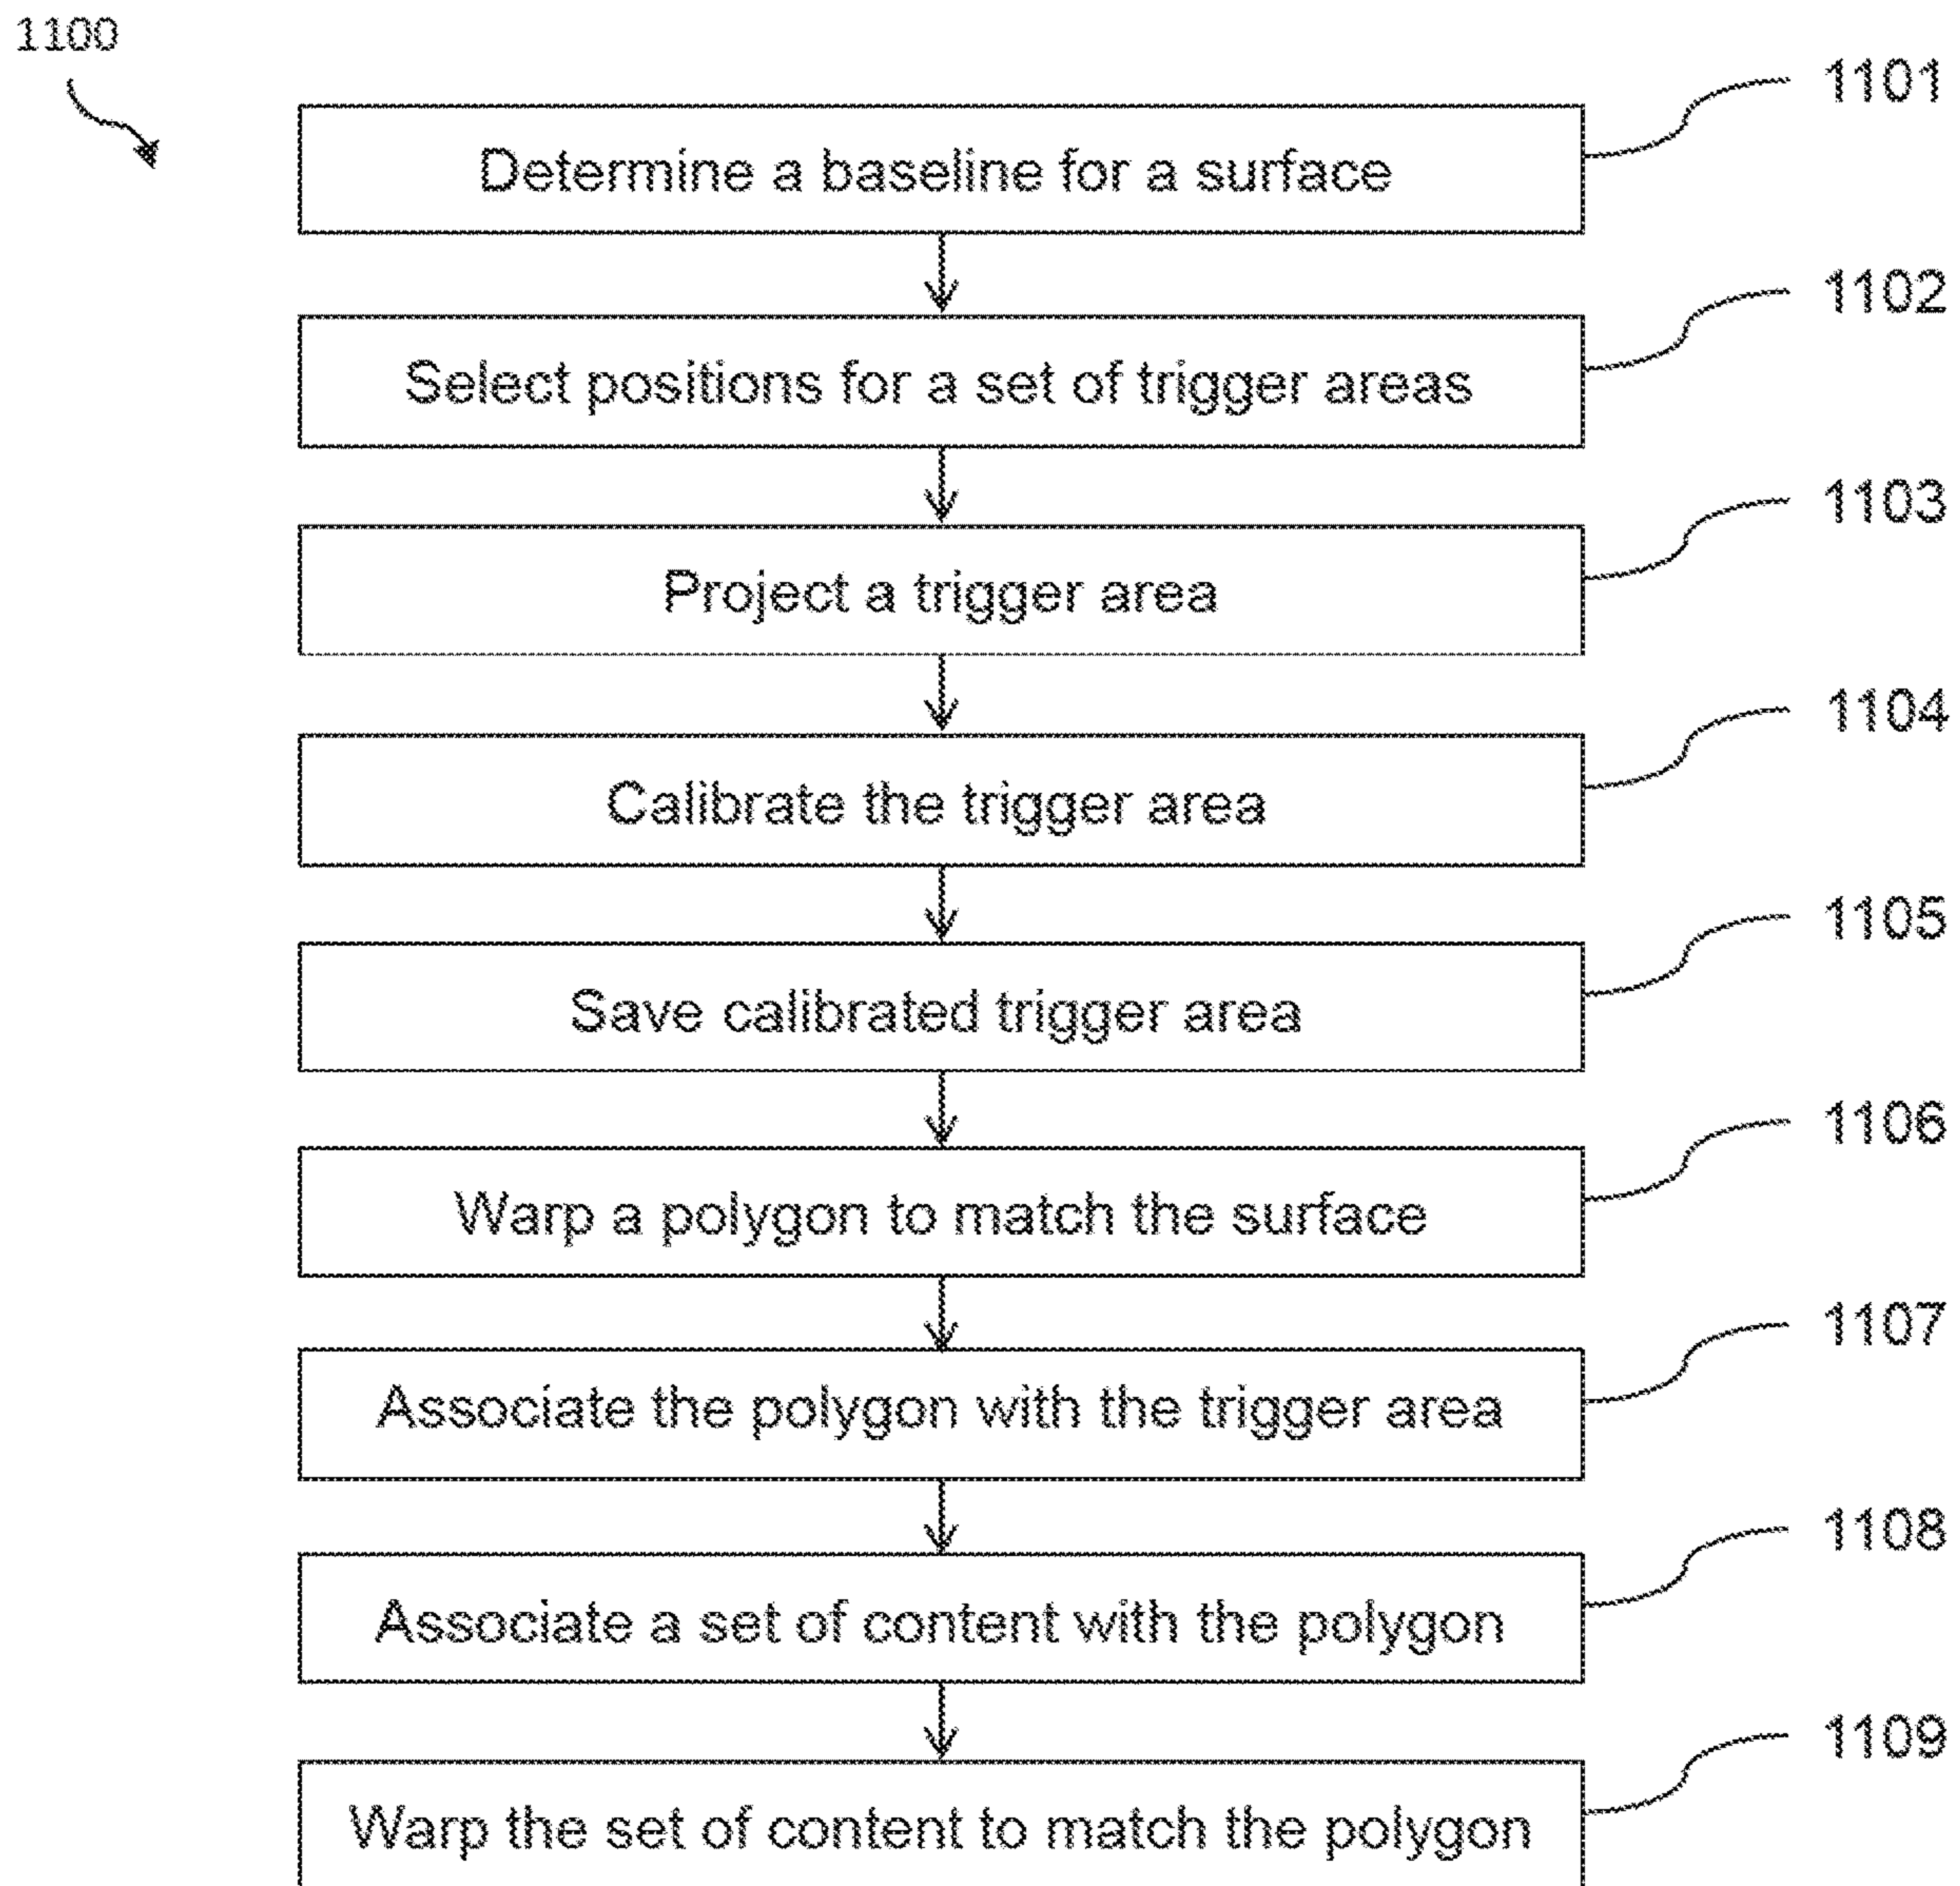 1100
1101
Determine a baseline for a surface
1102
Select positions for a set of trigger areas
1103
Project a trigger area
1104
Calibrate the trigger area
1105
Save calibrated trigger area
1106
Warp a polygon to match the surface
1107
Associate the polygon with the trigger area
1108
Associate a set of content with the polygon
1109
Warp the set of content to match the polygon